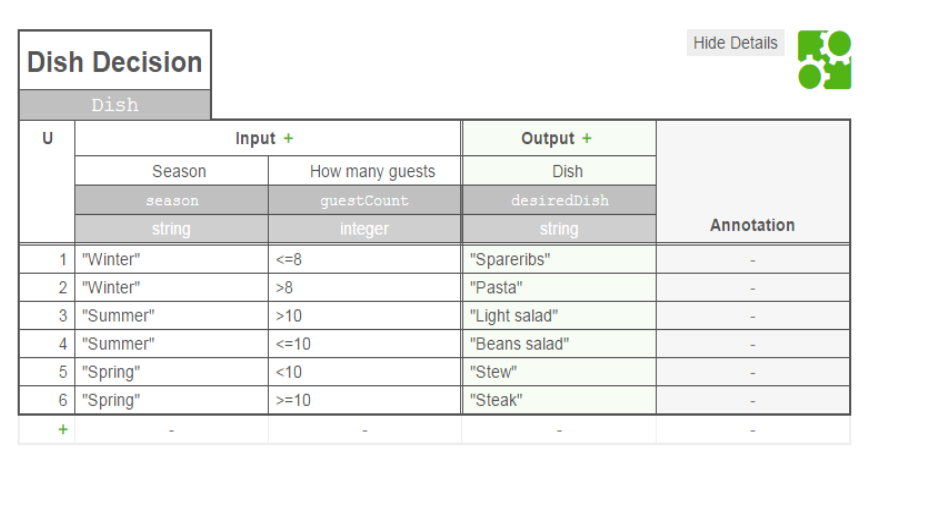 Hide Details
Dish Decision
Dish
U Input + Output +
Season How many guests Dish
season guestCount desiredDish
string integer string Annotation
1 "Winter" <=8 "Spareribs" -
2 "Winter" >8 "Pasta" -
3 "Summer" >10 "Light salad" -
4 "Summer" <=10 "Beans salad" -
5 "Spring" <10 "Stew" -
6 "Spring" >=10 "Steak" -
+ - - - -